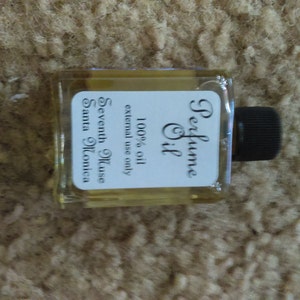 Perfume
Oil
100% oil
external use only
Seventh Muse
Santa Monica